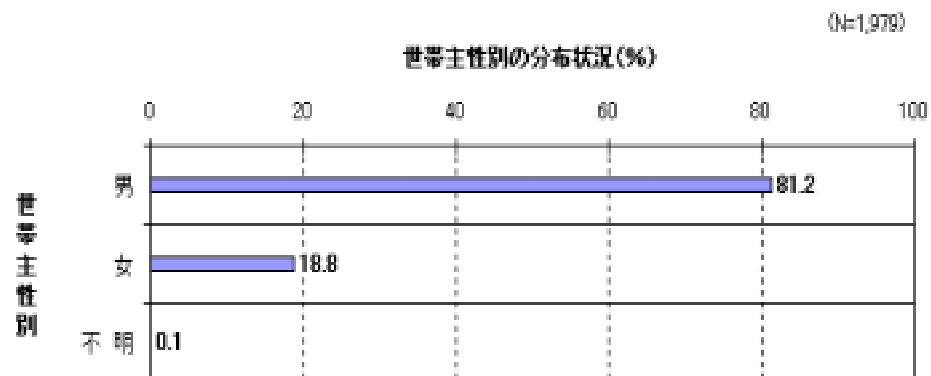 (N=1,979)
世帯主性別の分布状況(%)
0 20 40 60 80 100
世帯主性別
男 81.2
女 18.8
不明 0.1